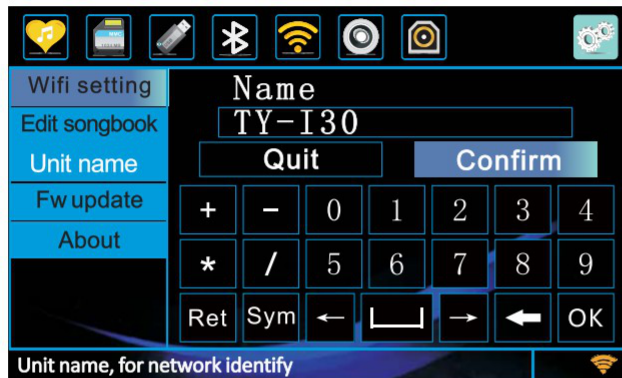 Wifi setting
Edit songbook
Unit name
Fw update
About
Name
TY-I30
Quit Confirm
+ - 0 1 2 3 4
* / 5 6 7 8 9
Ret Sym ← → ← OK
Unit name, for network identify